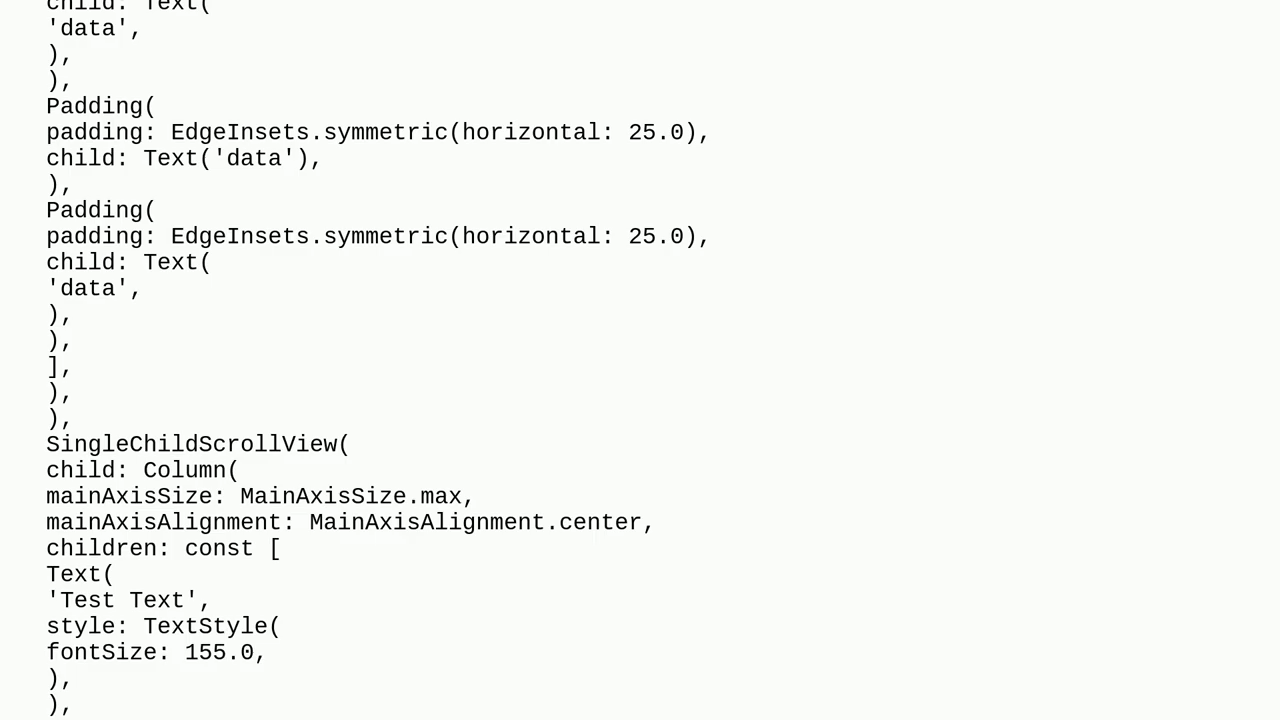 child: Text(
'data',
),
),
Padding(
padding: EdgeInsets.symmetric(horizontal: 25.0),
child: Text('data'),
),
Padding(
padding: EdgeInsets.symmetric(horizontal: 25.0),
child: Text(
'data',
),
),
],
),
),
SingleChildScrollView(
child: Column(
mainAxisSize: MainAxisSize.max,
mainAxisAlignment: MainAxisAlignment.center,
children: const [
Text(
'Test Text',
style: TextStyle(
fontSize: 155.0,
),
),